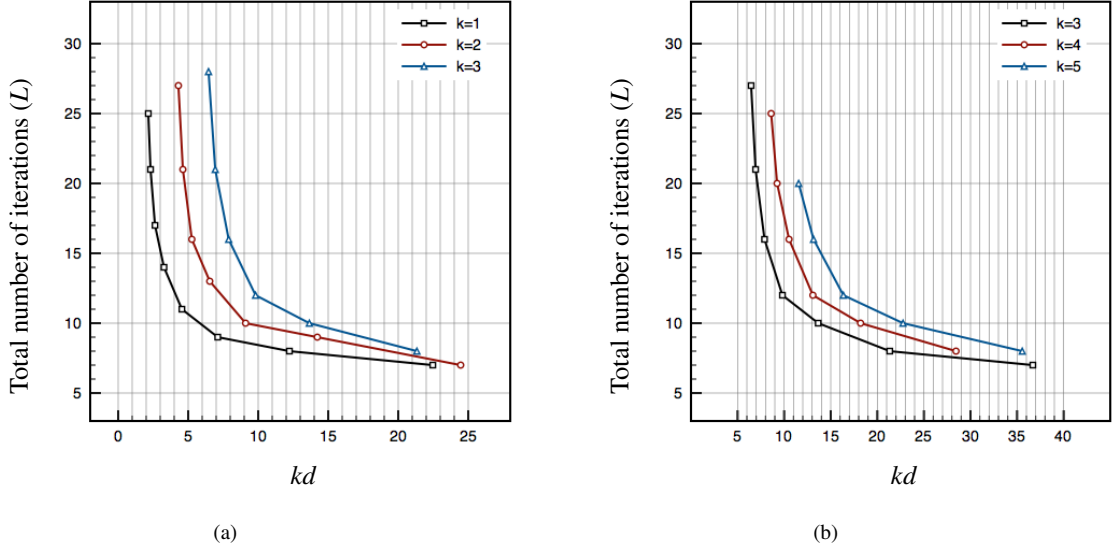 k=1
k=2
k=3
30
25
20
15
10
5
Total number of iterations (L)
0 5 10 15 20 25
kd
(a)
k=3
k=4
k=5
30
25
20
15
10
5
Total number of iterations (L)
5 10 15 20 25 30 35 40
kd
(b)